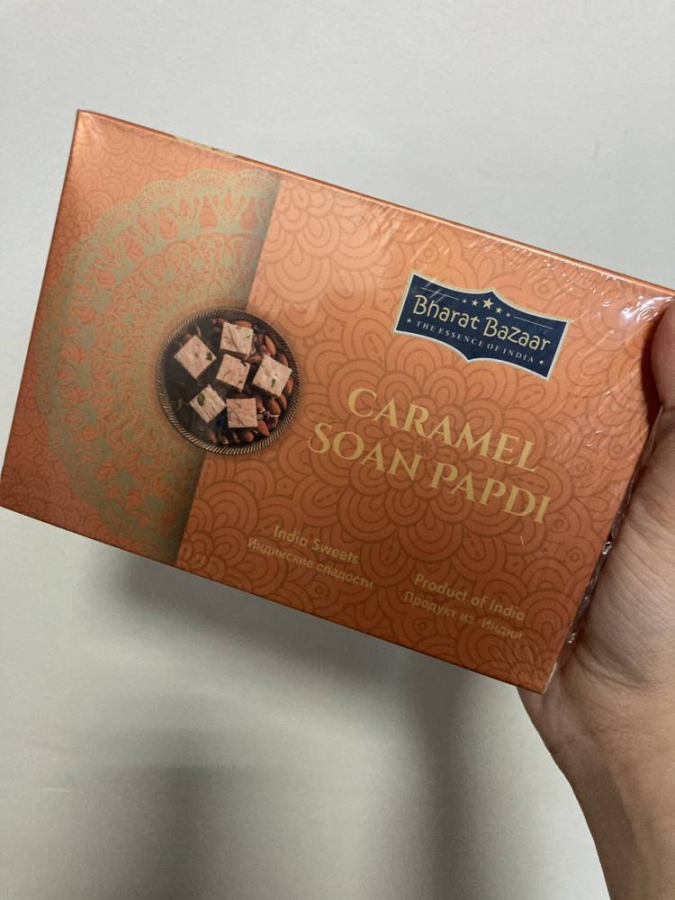 Bharat Bazaar
THE ESSENCE OF INDIA
CARAMEL
SOAN PAPDI
India Sweets
Индийские сладости
Product of India
Продукт из Индии